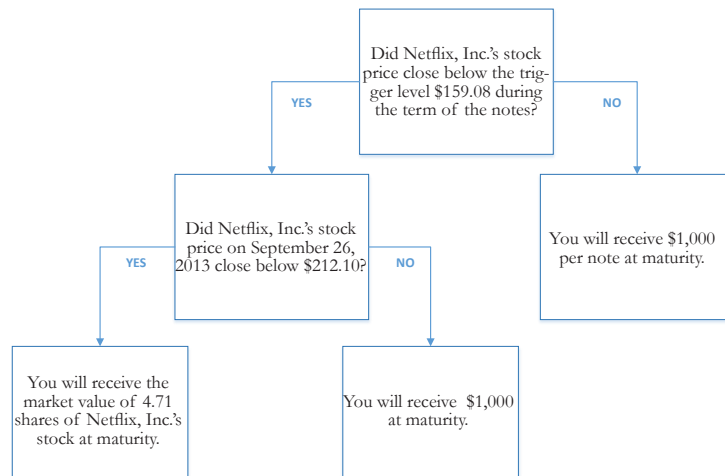 Did Netflix, Inc.'s stock
price close below the trig-
ger level $159.08 during
the term of the notes?
YES
NO
Did Netflix, Inc.'s stock
price on September 26,
2013 close below $212.10?
You will receive $1,000
per note at maturity.
YES
NO
You will receive the
market value of 4.71
shares of Netflix, Inc.'s
stock at maturity.
You will receive $1,000
at maturity.